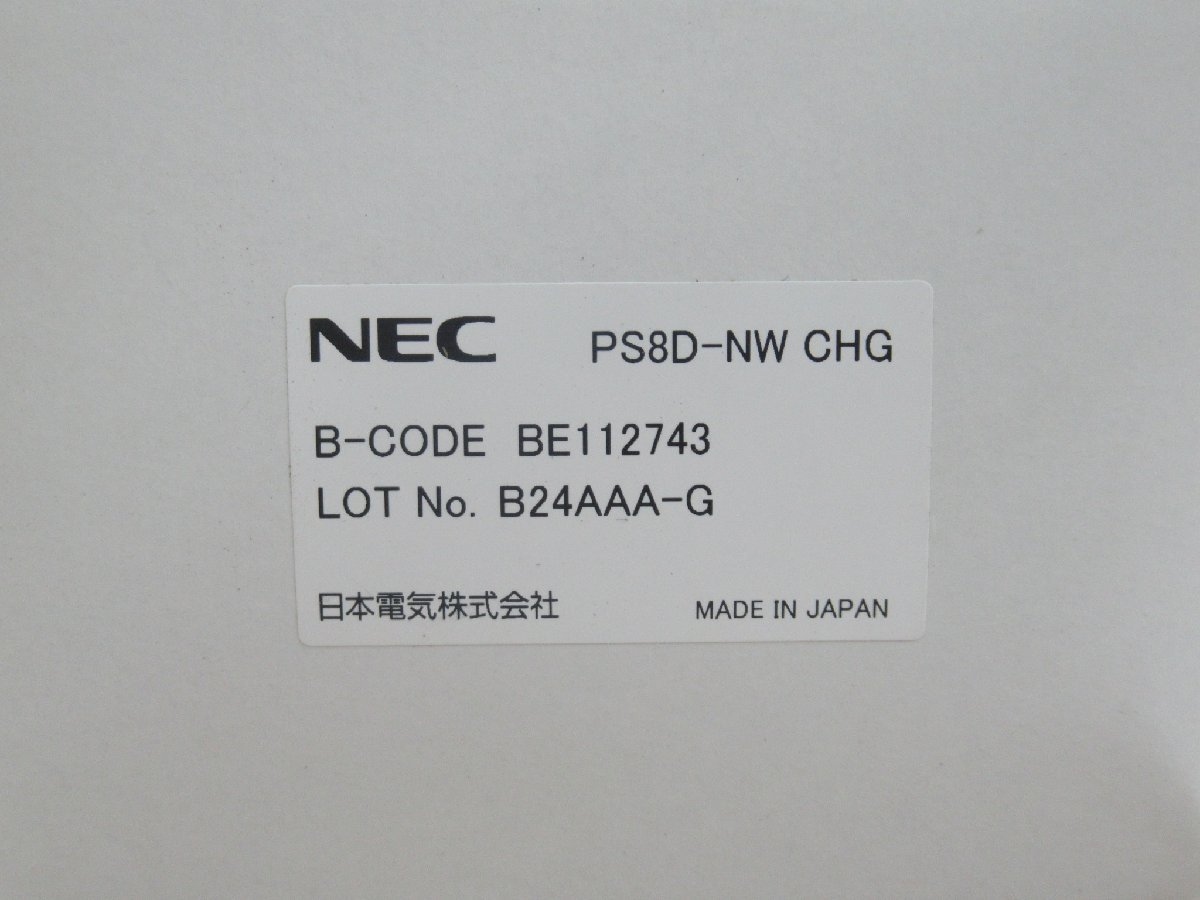 NEC PS8D-NW CHG
B-CODE BE112743
LOT No. B24AAA-G
日本電気株式会社 MADE IN JAPAN